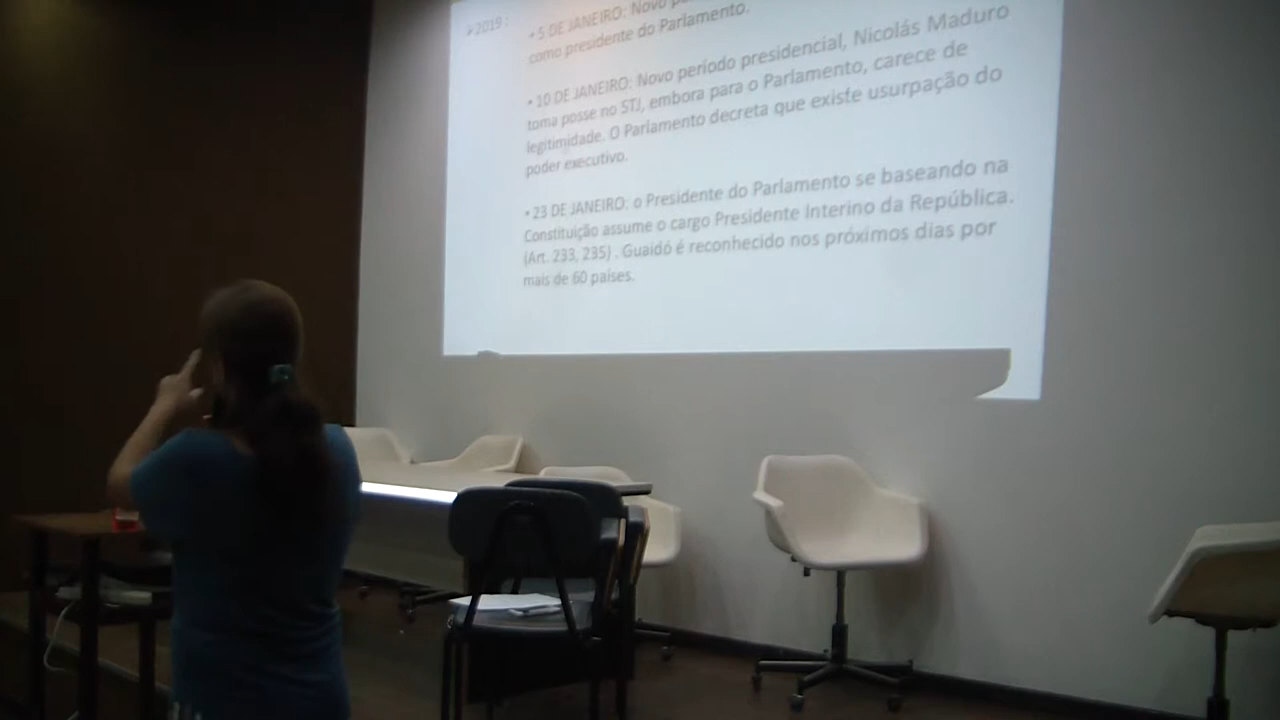 ➢2019:
• 5 DE JANEIRO: Novo
como presidente do Parlamento.
• 10 DE JANEIRO: Novo periodo presidencial, Nicolás Maduro
toma posse no STJ, embora para o Parlamento, carece de
legitimidade. O Parlamento decreta que existe usurpação do
poder executivo.
• 23 DE JANEIRO: o Presidente do Parlamento se baseando na
Constituição assume o cargo Presidente Interino da República.
(Art. 233, 235) . Guaidó é reconhecido nos próximos dias por
mais de 60 países.